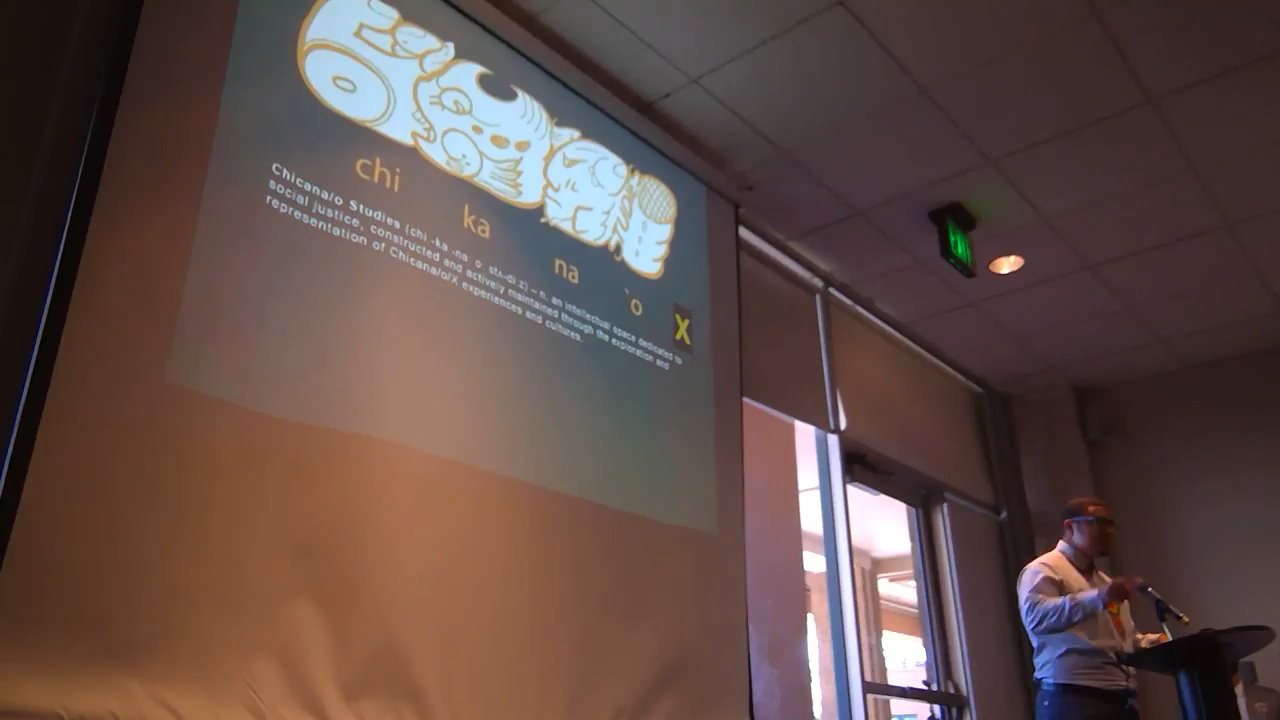 chi
ka
na
`o
X
Chicana/o Studies (chi -ka -na o stʌ-di z) – n. an intellectual space dedicated to
social justice, constructed and actively maintained through the exploration and
representation of Chicana/o/X experiences and cultures.